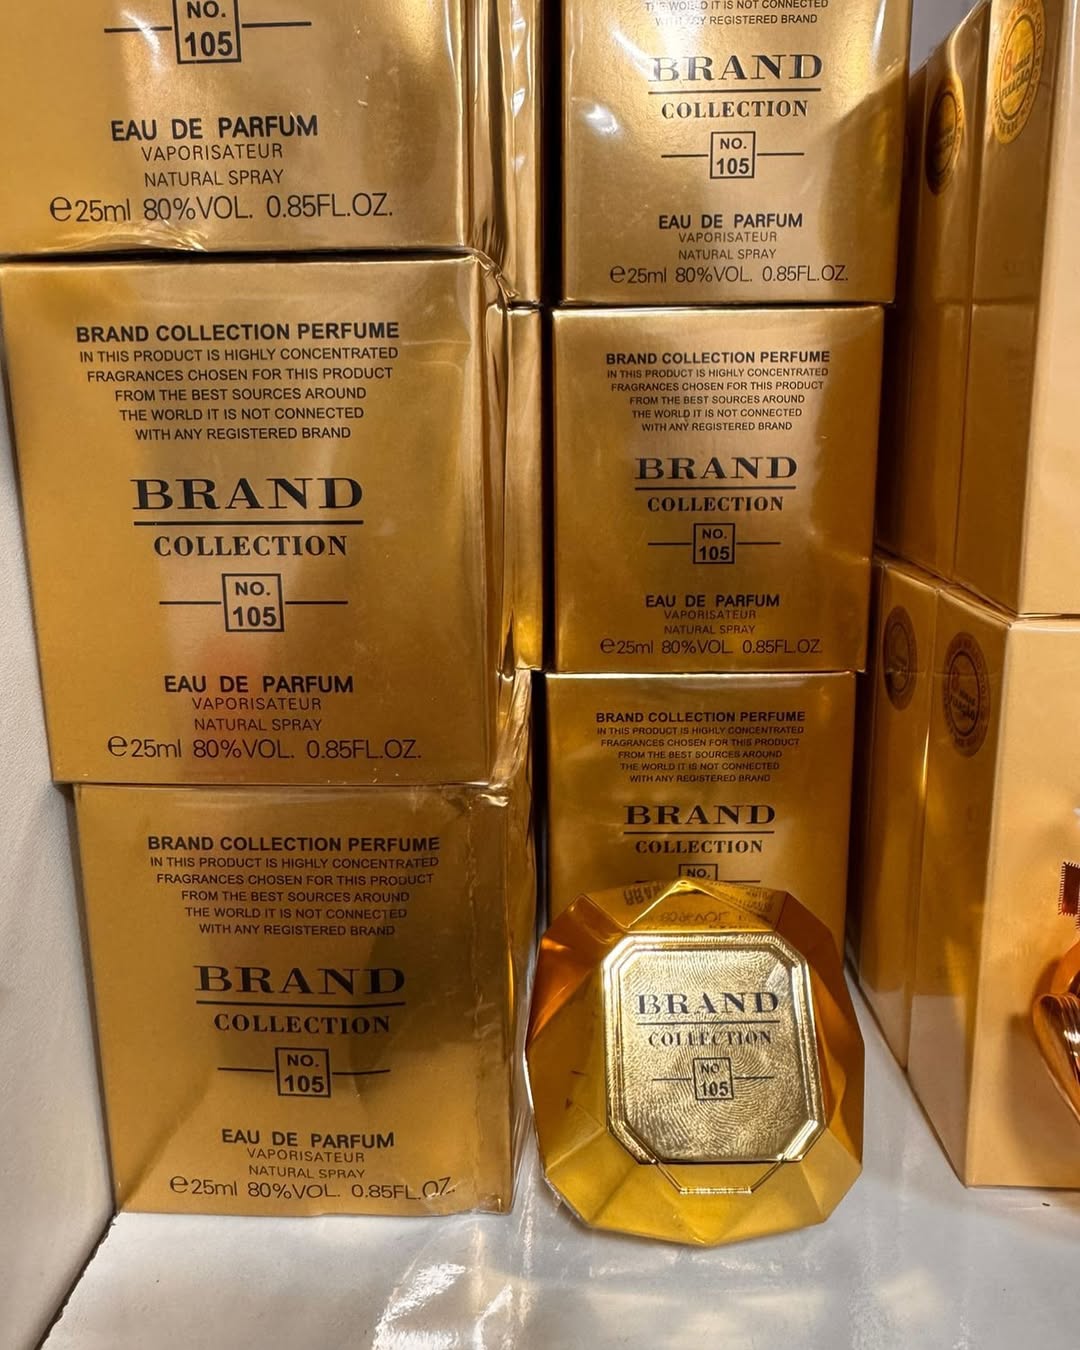 NO.
105
EAU DE PARFUM
VAPORISATEUR
NATURAL SPRAY
℮25ml 80%VOL. 0.85FL.OZ.
BRAND COLLECTION PERFUME
IN THIS PRODUCT IS HIGHLY CONCENTRATED
FRAGRANCES CHOSEN FOR THIS PRODUCT
FROM THE BEST SOURCES AROUND
THE WORLD IT IS NOT CONNECTED
WITH ANY REGISTERED BRAND
BRAND
COLLECTION
NO.
105
EAU DE PARFUM
VAPORISATEUR
NATURAL SPRAY
℮25ml 80%VOL. 0.85FL.OZ.
BRAND COLLECTION PERFUME
IN THIS PRODUCT IS HIGHLY CONCENTRATED
FRAGRANCES CHOSEN FOR THIS PRODUCT
FROM THE BEST SOURCES AROUND
THE WORLD IT IS NOT CONNECTED
WITH ANY REGISTERED BRAND
BRAND
COLLECTION
NO.
105
EAU DE PARFUM
VAPORISATEUR
NATURAL SPRAY
℮25ml 80%VOL. 0.85FL.OZ.
THE WORLD IT IS NOT CONNECTED
WITH ANY REGISTERED BRAND
BRAND
COLLECTION
NO.
105
EAU DE PARFUM
VAPORISATEUR
NATURAL SPRAY
℮25ml 80%VOL. 0.85FL.OZ.
BRAND COLLECTION PERFUME
IN THIS PRODUCT IS HIGHLY CONCENTRATED
FRAGRANCES CHOSEN FOR THIS PRODUCT
FROM THE BEST SOURCES AROUND
THE WORLD IT IS NOT CONNECTED
WITH ANY REGISTERED BRAND
BRAND
COLLECTION
NO.
105
EAU DE PARFUM
VAPORISATEUR
NATURAL SPRAY
℮25ml 80%VOL. 0.85FL.OZ.
BRAND COLLECTION PERFUME
IN THIS PRODUCT IS HIGHLY CONCENTRATED
FRAGRANCES CHOSEN FOR THIS PRODUCT
FROM THE BEST SOURCES AROUND
THE WORLD IT IS NOT CONNECTED
WITH ANY REGISTERED BRAND
BRAND
COLLECTION
NO.
BRAND
COLLECTION
NO.
105